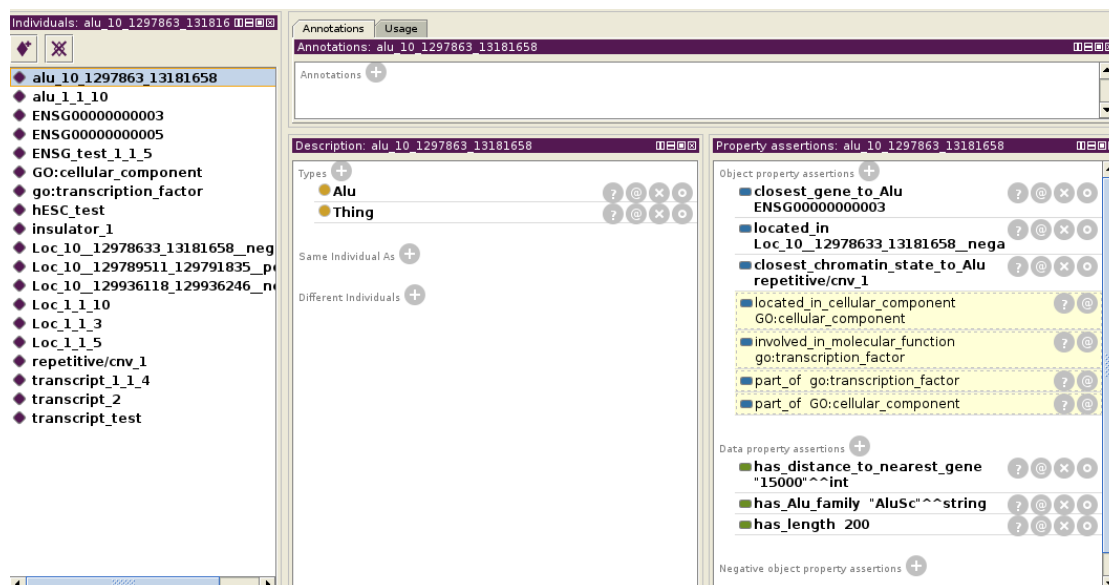 Individuals: alu_10_1297863_131816
alu_10_1297863_13181658
alu_1_1_10
ENSG00000000003
ENSG00000000005
ENSG_test_1_1_5
GO:cellular_component
go:transcription_factor
hESC_test
insulator_1
Loc_10__12978633_13181658__neg
Loc_10__129789511_129791835__p
Loc_10__129936118_129936246__n
Loc_1_1_10
Loc_1_1_3
Loc_1_1_5
repetitive/cnv_1
transcript_1_1_4
transcript_2
transcript_test
Annotations Usage
Annotations: alu_10_1297863_13181658
Annotations
Description: alu_10_1297863_13181658
Types
Alu
Thing
Same Individual As
Different Individuals
Property assertions: alu_10_1297863_13181658
Object property assertions
closest_gene_to_Alu
ENSG00000000003
located_in
Loc_10__12978633_13181658__nega
closest_chromatin_state_to_Alu
repetitive/cnv_1
located_in_cellular_component
GO:cellular_component
involved_in_molecular_function
go:transcription_factor
part_of go:transcription_factor
part_of GO:cellular_component
Data property assertions
has_distance_to_nearest_gene
"15000"^^int
has_Alu_family "AluSc"^^string
has_length 200
Negative object property assertions